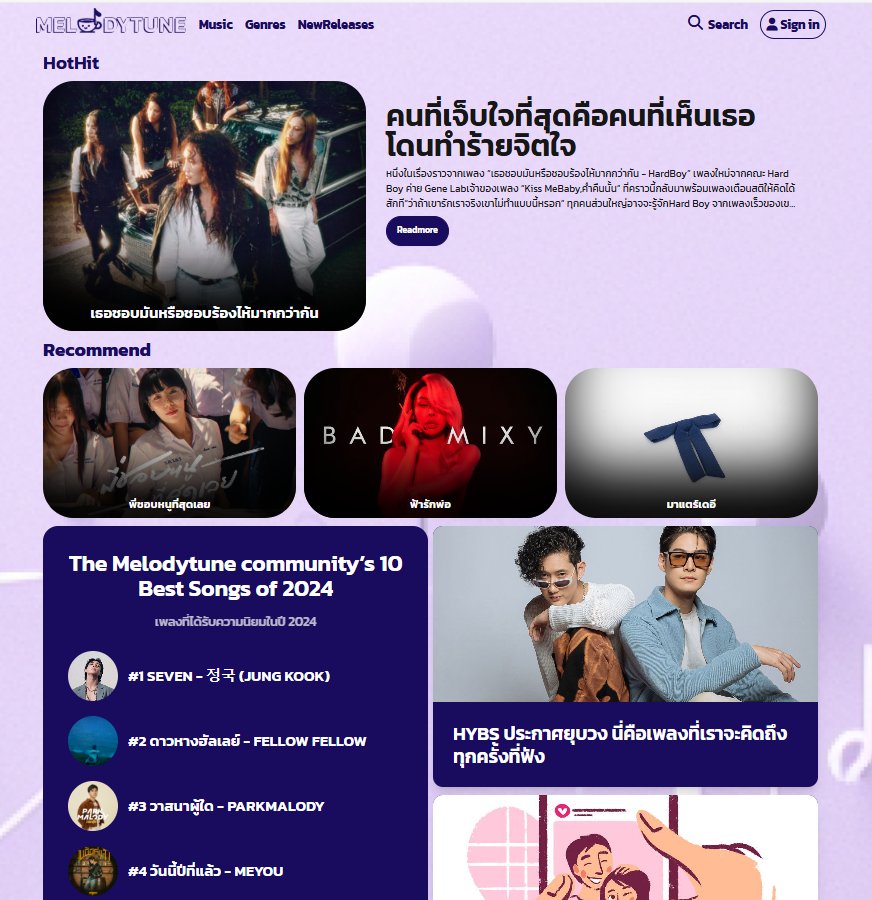 MELODYTUNE Music Genres NewReleases Search Sign in
HotHit
คนที่เจ็บใจที่สุดคือคนที่เห็นเธอ
โดนทำร้ายจิตใจ
หนึ่งในเรื่องราวจากเพลง “เธอชอบมันหรือชอบร้องไห้มากกว่ากัน - HardBoy” เพลงใหม่จากคณะ Hard
Boy ค่าย Gene Labเจ้าของเพลง “Kiss MeBaby,ค่ำคืนนั้น” ที่คราวนี้กลับมาพร้อมเพลงเตือนสติให้คิดได้
สักที“ว่าถ้าเขารักเราจริงเขาไม่ทำแบบนี้หรอก” ทุกคนส่วนใหญ่อาจจะรู้จักHard Boy จากเพลงเร็วของเข...
Readmore
เธอชอบมันหรือชอบร้องไห้มากกว่ากัน
Recommend
พี่ชอบหนูที่สุดเลย
พี่ชอบหนูที่สุดเลย
BAD MIXY
ฟ้ารักพ่อ
มาแตร์เดอี
The Melodytune community’s 10
Best Songs of 2024
เพลงที่ได้รับความนิยมในปี 2024
#1 SEVEN - 정국 (JUNG KOOK)
#2 ดาวหางฮัลเลย์ - FELLOW FELLOW
#3 วาสนาผู้ใด - PARKMALODY
PARK
MALODY
#4 วันนี้ปีที่แล้ว - MEYOU
HYBS ประกาศยุบวง นี่คือเพลงที่เราจะคิดถึง
ทุกครั้งที่ฟัง